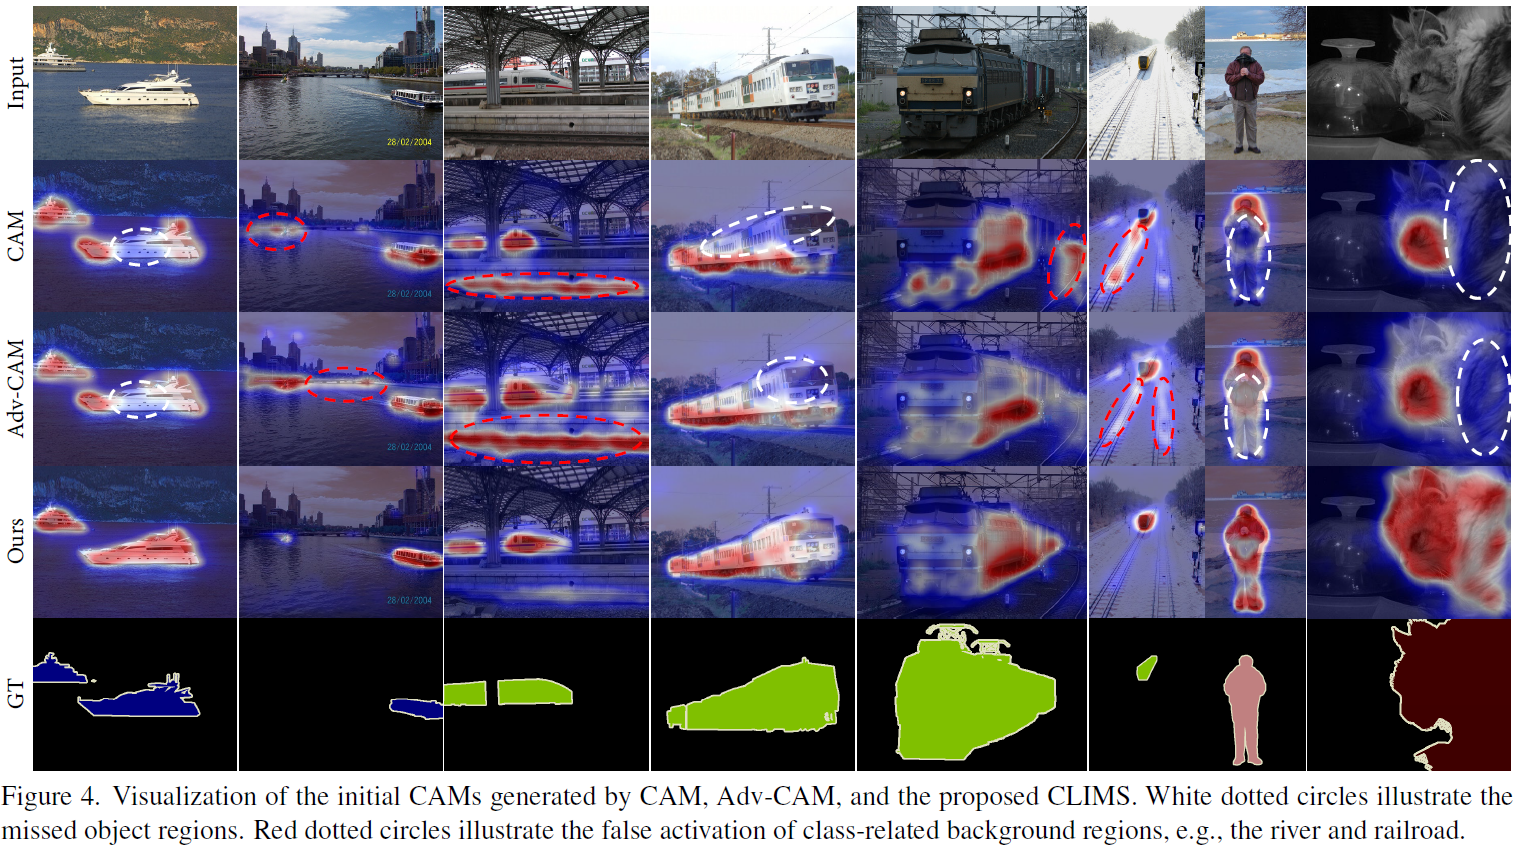 Input
28/02/2004
CAM
28/02/2004
Adv-CAM
28/02/2004
Ours
28/02/2004
GT
Figure 4. Visualization of the initial CAMs generated by CAM, Adv-CAM, and the proposed CLIMS. White dotted circles illustrate the
missed object regions. Red dotted circles illustrate the false activation of class-related background regions, e.g., the river and railroad.